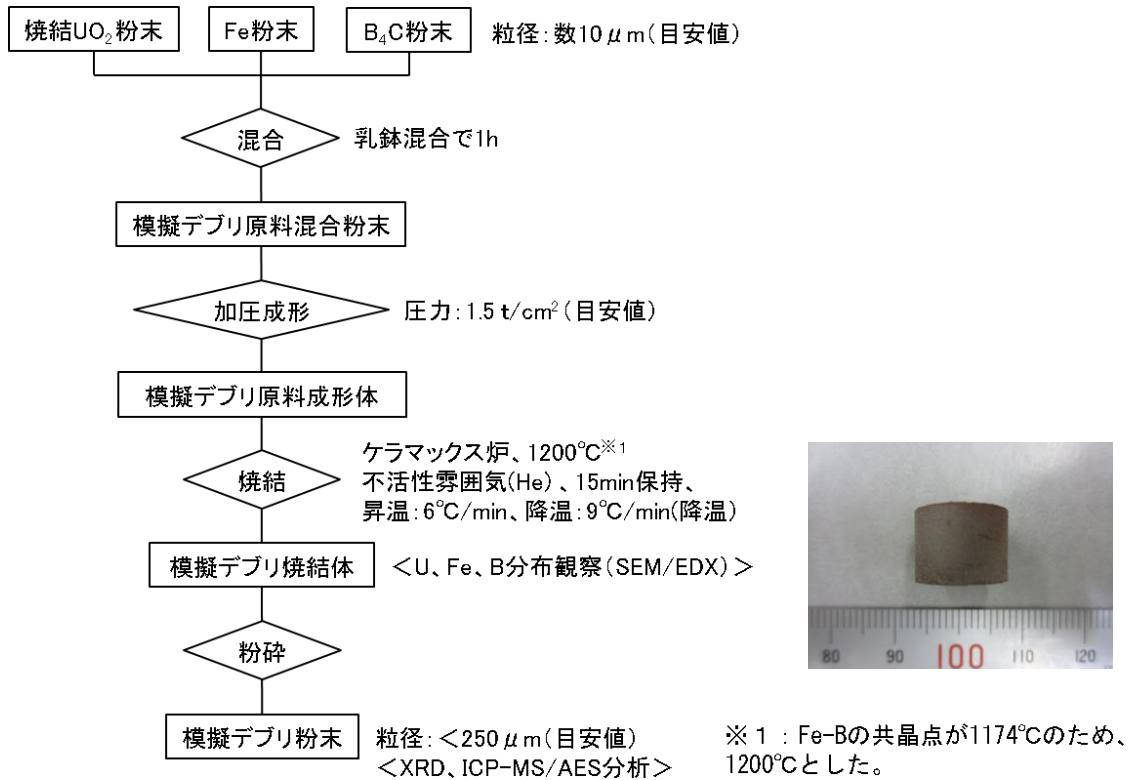 焼結UO₂粉末
Fe粉末
B₄C粉末
粒径：数10μm(目安値)
混合
乳鉢混合で1h
模擬デブリ原料混合粉末
加圧成形
圧力：1.5 t/cm²(目安値)
模擬デブリ原料成形体
焼結
ケラマックス炉、1200℃※1
不活性雰囲気(He)、15min保持、
昇温：6℃/min、降温：9℃/min(降温)
模擬デブリ焼結体
＜U、Fe、B分布観察(SEM/EDX)＞
粉砕
80 90 100 110 120
模擬デブリ粉末
粒径：＜250μm(目安値)
＜XRD、ICP-MS/AES分析＞
※１：Fe-Bの共晶点が1174℃のため、
1200℃とした。